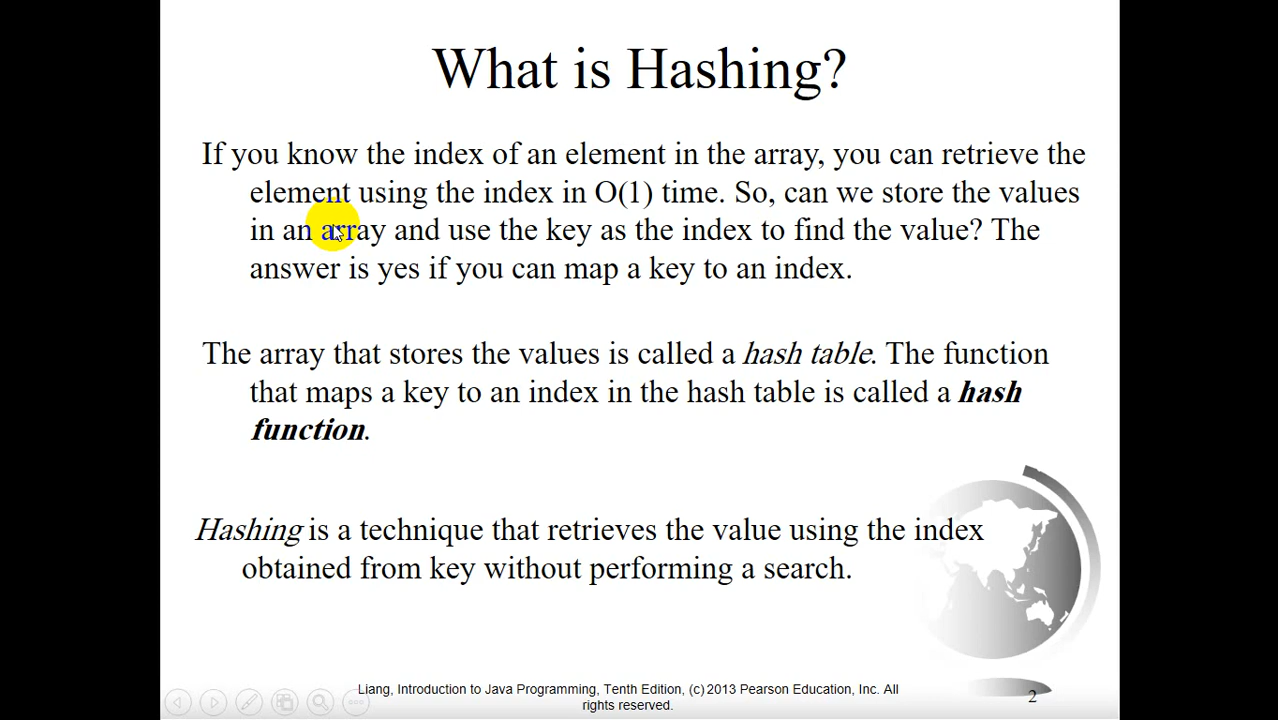 What is Hashing?
If you know the index of an element in the array, you can retrieve the
element using the index in O(1) time. So, can we store the values
in an array and use the key as the index to find the value? The
answer is yes if you can map a key to an index.
The array that stores the values is called a hash table. The function
that maps a key to an index in the hash table is called a hash
function.
Hashing is a technique that retrieves the value using the index
obtained from key without performing a search.
Liang, Introduction to Java Programming, Tenth Edition, (c) 2013 Pearson Education, Inc. All
rights reserved.
2